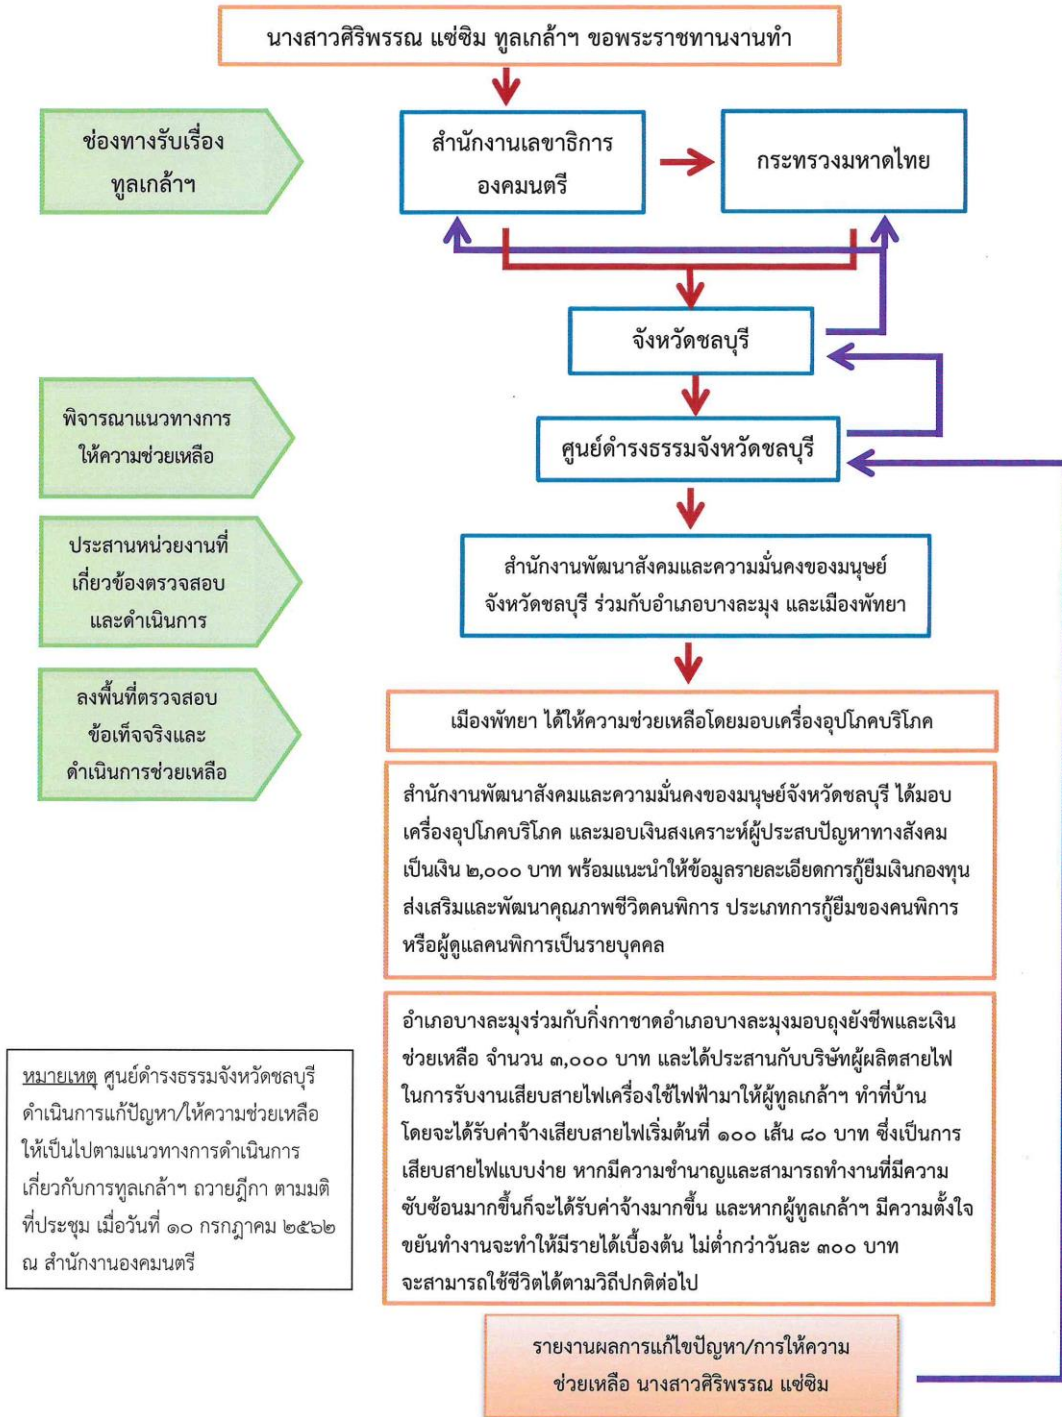 นางสาวศิริพรรณ แซ่ซิม ทูลเกล้าฯ ขอพระราชทานงานทำ
ช่องทางรับเรื่อง
ทูลเกล้าฯ
สำนักงานเลขาธิการ
องคมนตรี
กระทรวงมหาดไทย
จังหวัดชลบุรี
พิจารณาแนวทางการ
ให้ความช่วยเหลือ
ศูนย์ดำรงธรรมจังหวัดชลบุรี
ประสานหน่วยงานที่
เกี่ยวข้องตรวจสอบ
และดำเนินการ
สำนักงานพัฒนาสังคมและความมั่นคงของมนุษย์
จังหวัดชลบุรี ร่วมกับอำเภอบางละมุง และเมืองพัทยา
ลงพื้นที่ตรวจสอบ
ข้อเท็จจริงและ
ดำเนินการช่วยเหลือ
เมืองพัทยา ได้ให้ความช่วยเหลือโดยมอบเครื่องอุปโภคบริโภค
สำนักงานพัฒนาสังคมและความมั่นคงของมนุษย์จังหวัดชลบุรี ได้มอบ
เครื่องอุปโภคบริโภค และมอบเงินสงเคราะห์ผู้ประสบปัญหาทางสังคม
เป็นเงิน ๒,๐๐๐ บาท พร้อมแนะนำให้ข้อมูลรายละเอียดการกู้ยืมเงินกองทุน
ส่งเสริมและพัฒนาคุณภาพชีวิตคนพิการ ประเภทการกู้ยืมของคนพิการ
หรือผู้ดูแลคนพิการเป็นรายบุคคล
อำเภอบางละมุงร่วมกับกิ่งกาชาดอำเภอบางละมุงมอบถุงยังชีพและเงิน
ช่วยเหลือ จำนวน ๓,๐๐๐ บาท และได้ประสานกับบริษัทผู้ผลิตสายไฟ
ในการรับงานเสียบสายไฟเครื่องใช้ไฟฟ้ามาให้ผู้ทูลเกล้าฯ ทำที่บ้าน
โดยจะได้รับค่าจ้างเสียบสายไฟเริ่มต้นที่ ๑๐๐ เส้น ๘๐ บาท ซึ่งเป็นการ
เสียบสายไฟแบบง่าย หากมีความชำนาญและสามารถทำงานที่มีความ
ซับซ้อนมากขึ้นก็จะได้รับค่าจ้างมากขึ้น และหากผู้ทูลเกล้าฯ มีความตั้งใจ
ขยันทำงานจะทำให้มีรายได้เบื้องต้น ไม่ต่ำกว่าวันละ ๓๐๐ บาท
จะสามารถใช้ชีวิตได้ตามวิถีปกติต่อไป
หมายเหตุ ศูนย์ดำรงธรรมจังหวัดชลบุรี
ดำเนินการแก้ปัญหา/ให้ความช่วยเหลือ
ให้เป็นไปตามแนวทางการดำเนินการ
เกี่ยวกับการทูลเกล้าฯ ถวายฎีกา ตามมติ
ที่ประชุม เมื่อวันที่ ๑๐ กรกฎาคม ๒๕๖๒
ณ สำนักงานองคมนตรี
รายงานผลการแก้ไขปัญหา/การให้ความ
ช่วยเหลือ นางสาวศิริพรรณ แซ่ซิม